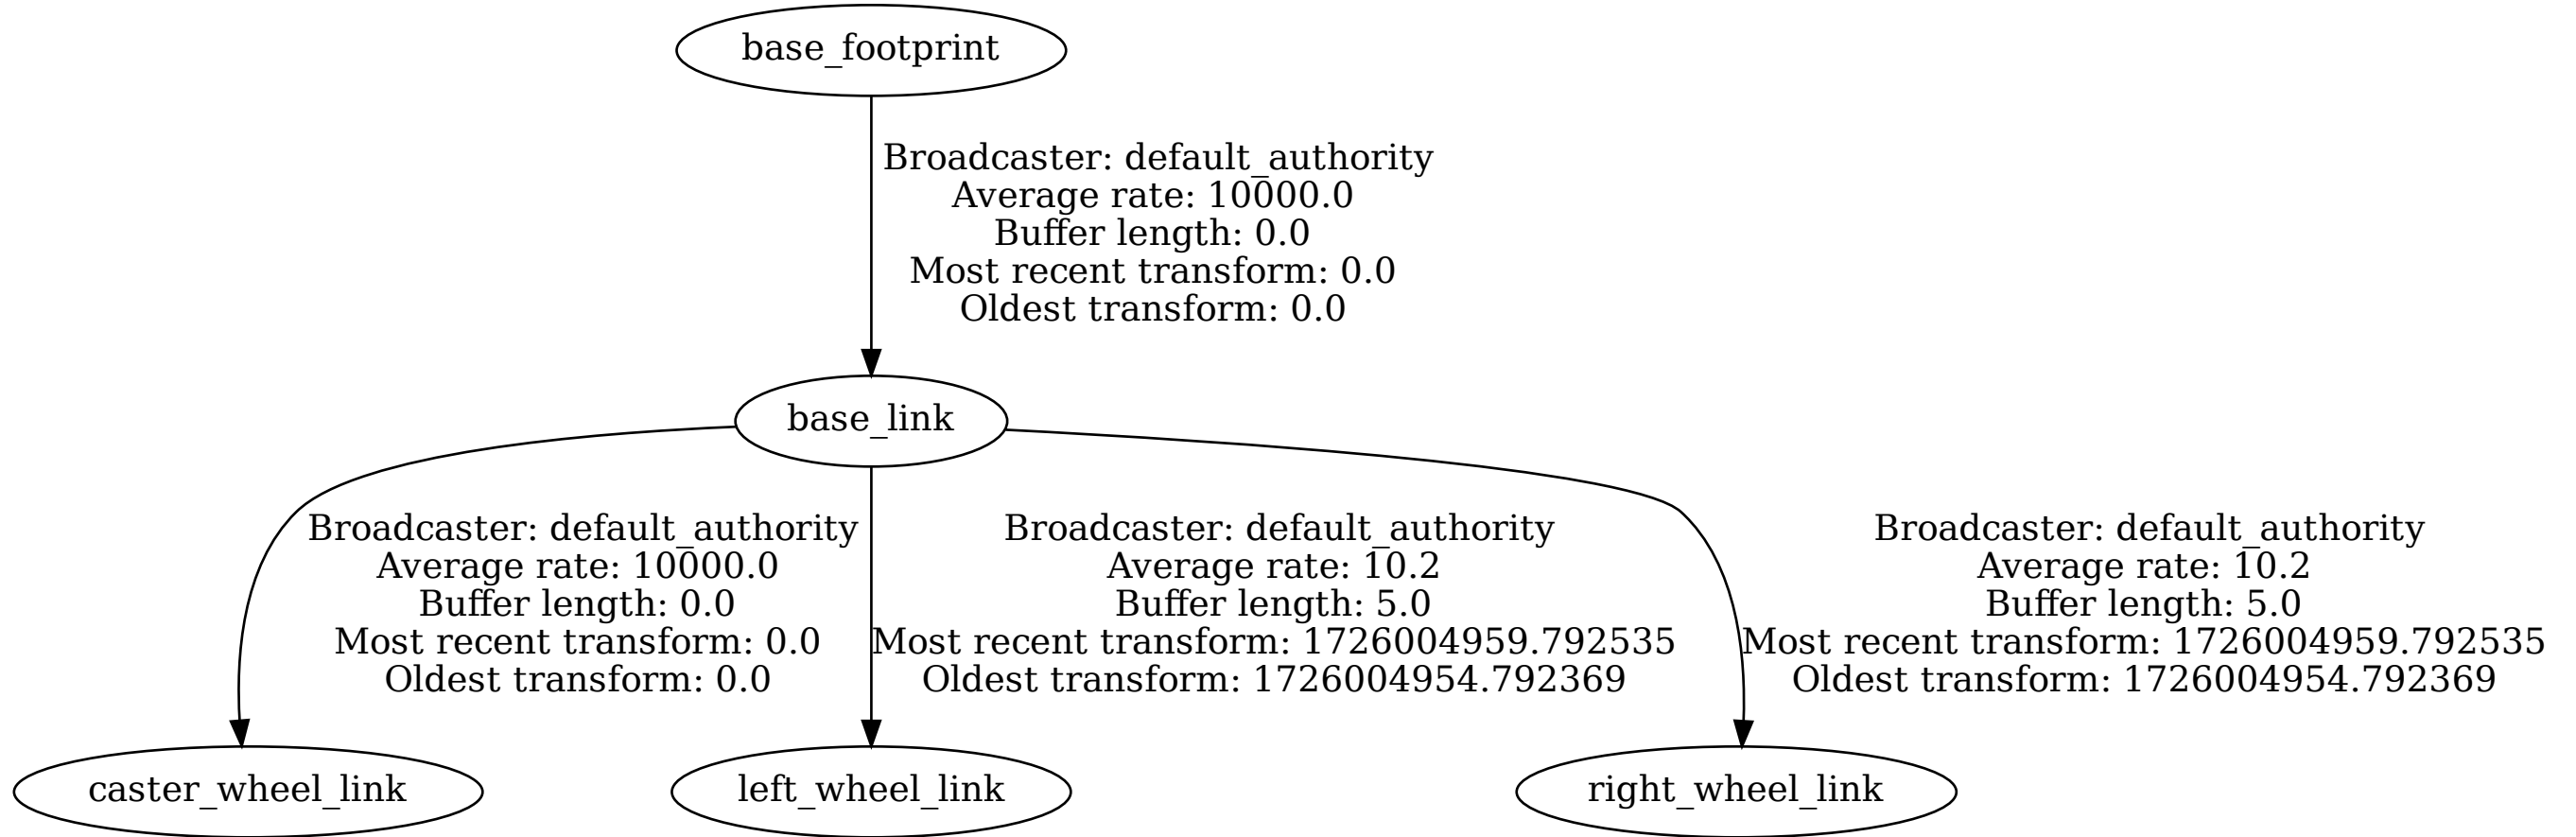 base_footprint
Broadcaster: default_authority
Average rate: 10000.0
Buffer length: 0.0
Most recent transform: 0.0
Oldest transform: 0.0
base_link
Broadcaster: default_authority
Average rate: 10000.0
Buffer length: 0.0
Most recent transform: 0.0
Oldest transform: 0.0
Broadcaster: default_authority
Average rate: 10.2
Buffer length: 5.0
Most recent transform: 1726004959.792535
Oldest transform: 1726004954.792369
Broadcaster: default_authority
Average rate: 10.2
Buffer length: 5.0
Most recent transform: 1726004959.792535
Oldest transform: 1726004954.792369
caster_wheel_link
left_wheel_link
right_wheel_link